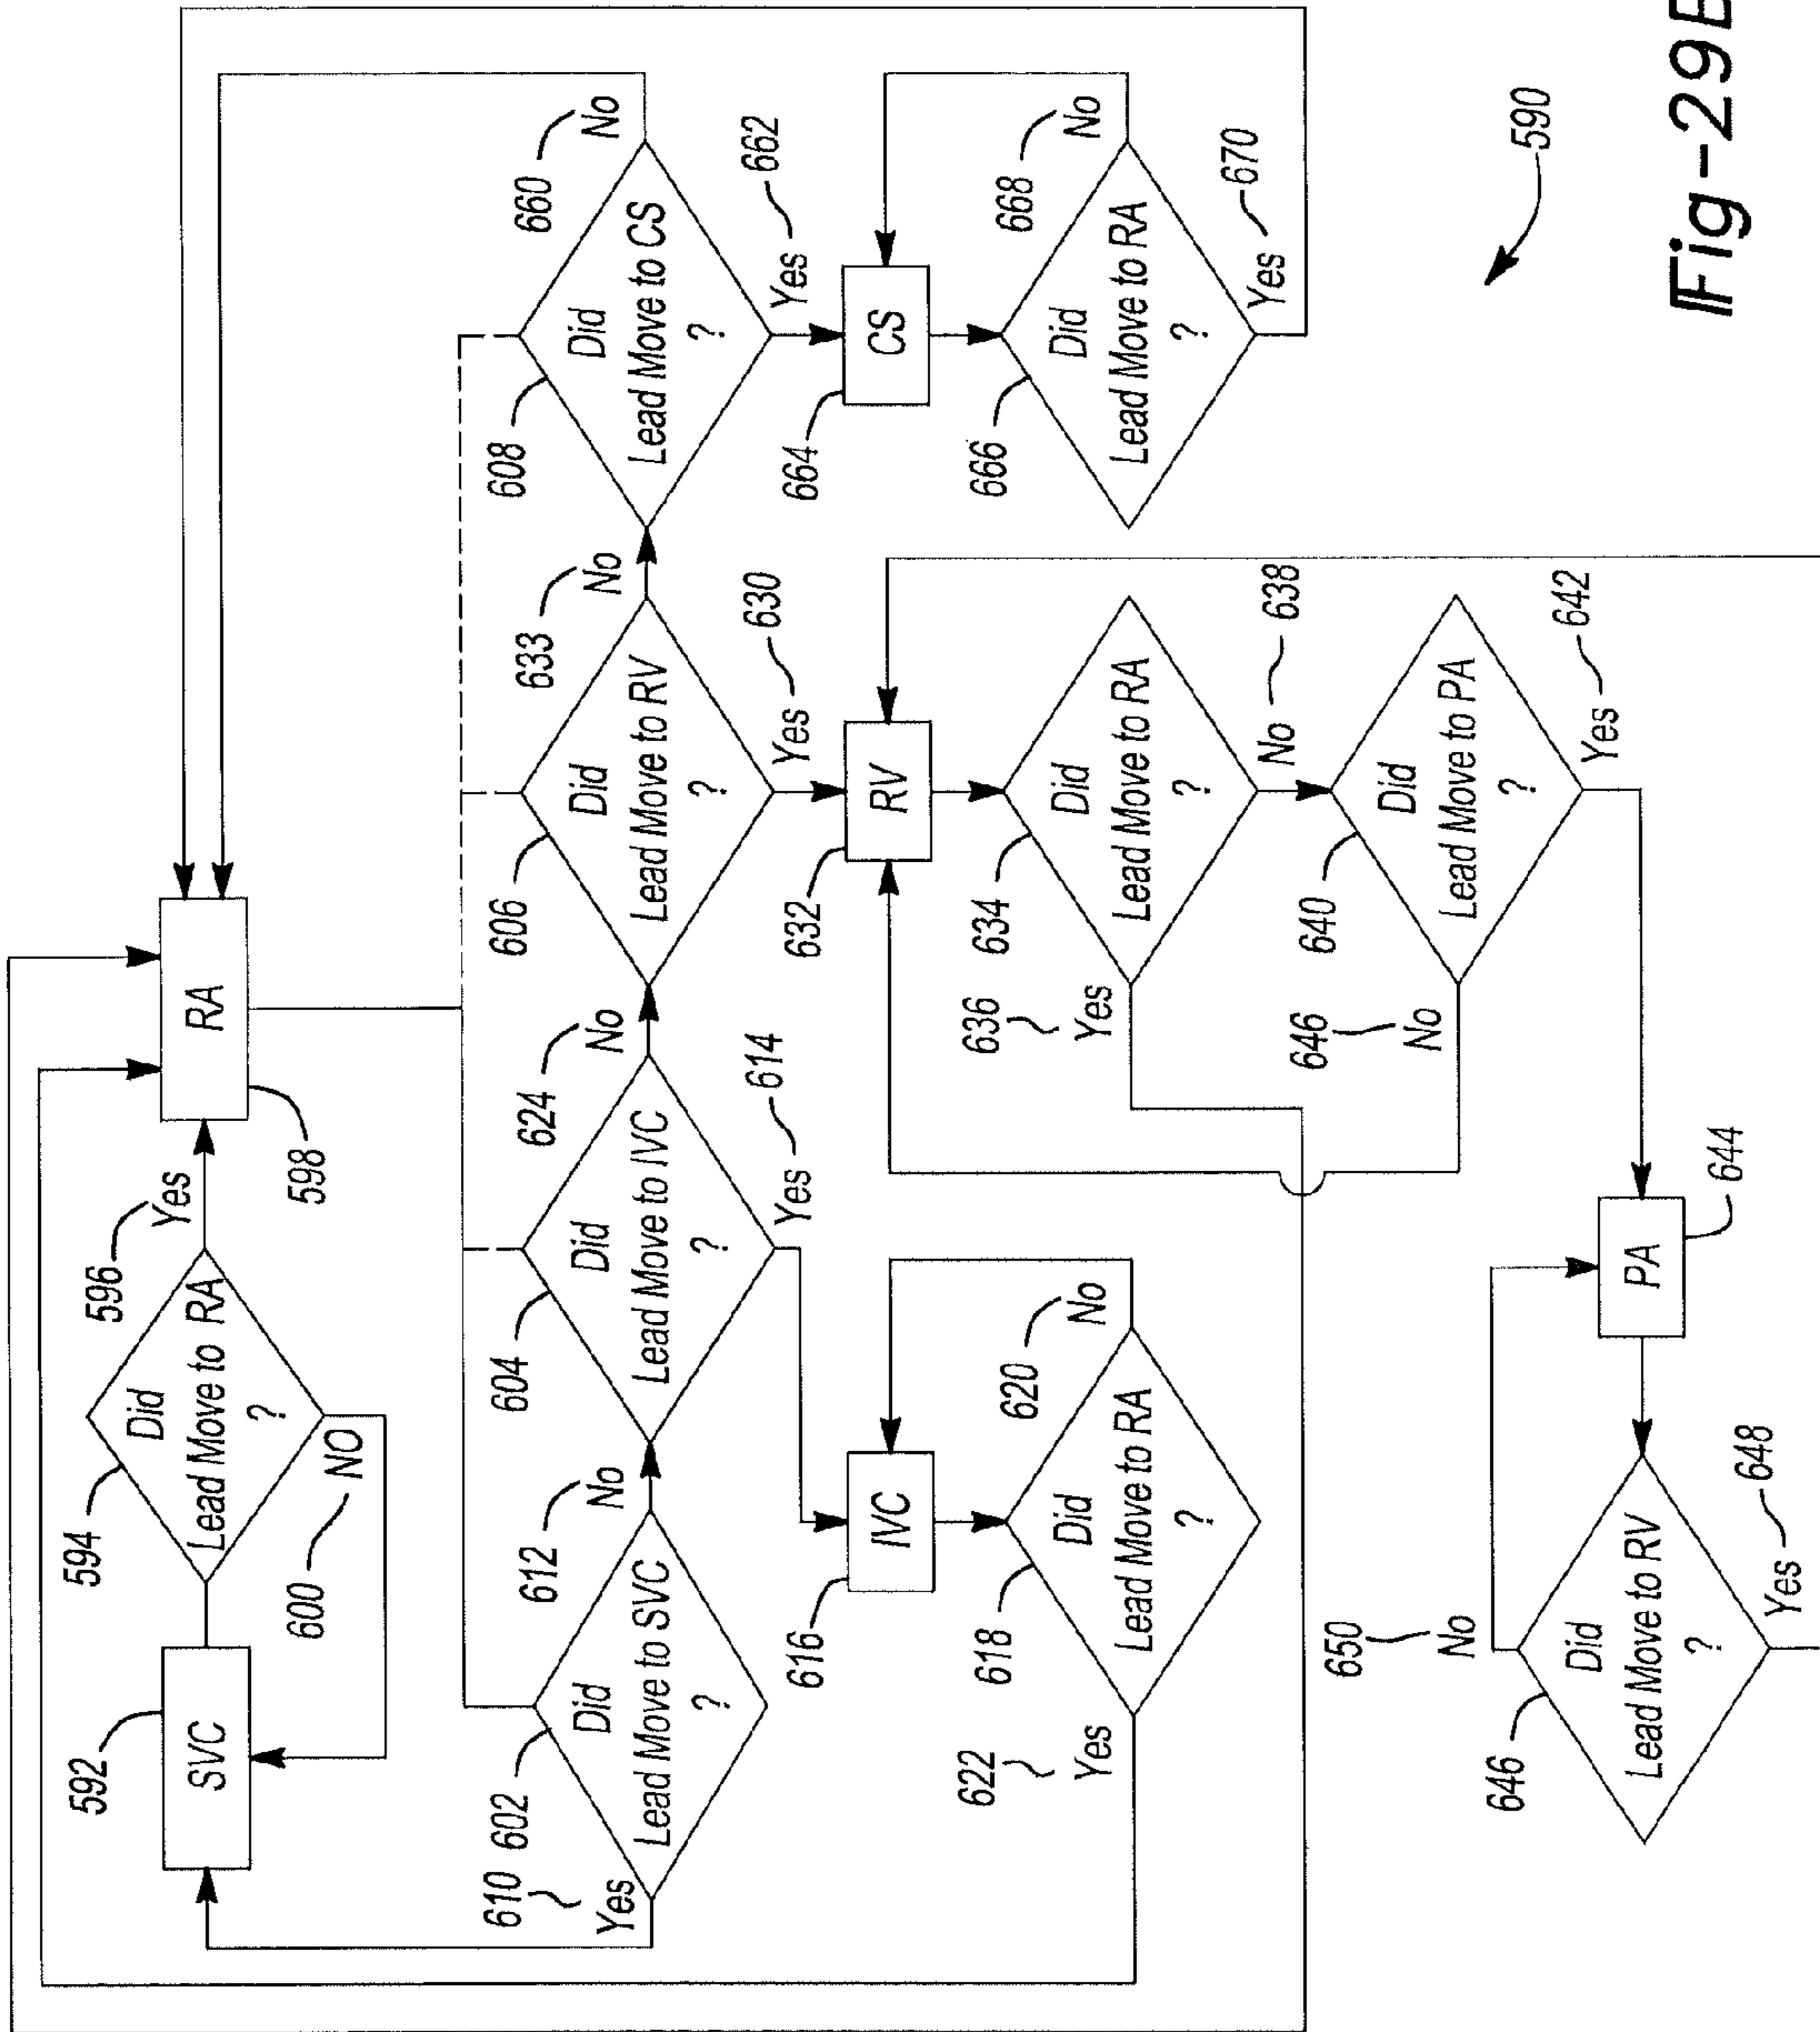 592
SVC
594
Did
Lead Move to RA
?
596
Yes
600
NO
RA
598
610
Yes
602
Did
Lead Move to SVC
?
612
No
604
Did
Lead Move to IVC
?
624
No
614
Yes
606
Did
Lead Move to RV
?
633
No
630
Yes
608
Did
Lead Move to CS
?
660
No
662
Yes
616
IVC
618
Did
Lead Move to RA
?
620
No
622
Yes
632
RV
634
Did
Lead Move to RA
?
636
Yes
638
No
640
Did
Lead Move to PA
?
646
No
642
Yes
664
CS
666
Did
Lead Move to RA
?
668
No
670
Yes
650
No
646
Did
Lead Move to RV
?
648
Yes
PA
644
590
Fig-29B